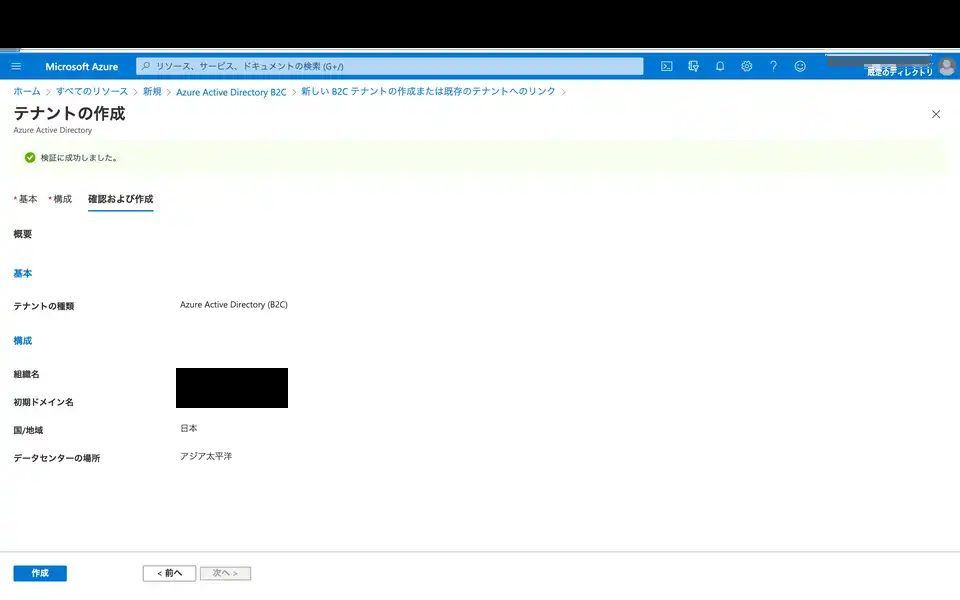 Microsoft Azure
リソース、サービス、ドキュメントの検索 (G+/)
既定のディレクトリ
ホーム > すべてのリソース > 新規 > Azure Active Directory B2C > 新しい B2C テナントの作成または既存のテナントへのリンク >
テナントの作成
Azure Active Directory
検証に成功しました。
* 基本 * 構成 確認および作成
概要
基本
テナントの種類 Azure Active Directory (B2C)
構成
組織名
初期ドメイン名
国/地域 日本
データセンターの場所 アジア太平洋
作成 < 前へ 次へ >